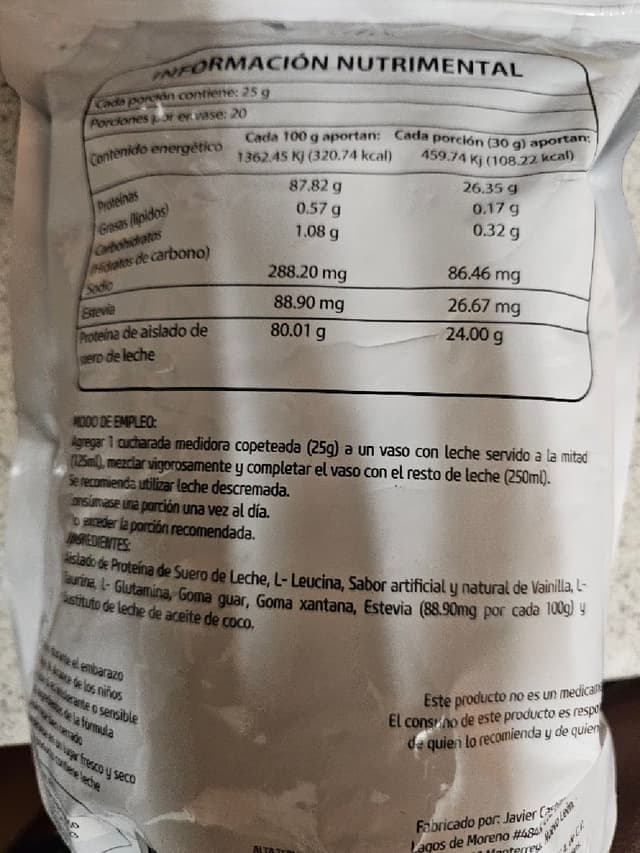 INFORMACIÓN NUTRIMENTAL
Cada porción contiene: 25 g
Porciones por envase: 20
Contenido energético Cada 100 g aportan: Cada porción (30 g) aportan:
1362.45 Kj (320.74 kcal) 459.74 Kj (108.22 kcal)
Proteínas 87.82 g 26.35 g
Grasas (lípidos) 0.57 g 0.17 g
Carbohidratos 1.08 g 0.32 g
(Hidratos de carbono)
Sodio 288.20 mg 86.46 mg
Estevia 88.90 mg 26.67 mg
Proteína de aislado de 80.01 g 24.00 g
suero de leche
MODO DE EMPLEO:
Agregar 1 cucharada medidora copeteada (25g) a un vaso con leche servido a la mitad
(125ml), mezclar vigorosamente y completar el vaso con el resto de leche (250ml).
Se recomienda utilizar leche descremada.
Consúmase una porción una vez al día.
No exceder la porción recomendada.
INGREDIENTES:
Aislado de Proteína de Suero de Leche, L- Leucina, Sabor artificial y natural de Vainilla, L-
Taurina, L- Glutamina, Goma guar, Goma xantana, Estevia (88.90mg por cada 100g) y
Sustituto de leche de aceite de coco.
el embarazo
de los niños
o sensible
de la fórmula
cerrado
en un lugar fresco y seco
contiene leche
Este producto no es un medicam
El consumo de este producto es respo
de quien lo recomienda y de quien
Fabricado por: Javier
Lagos de Moreno #484
Monterrey, Nuevo León.